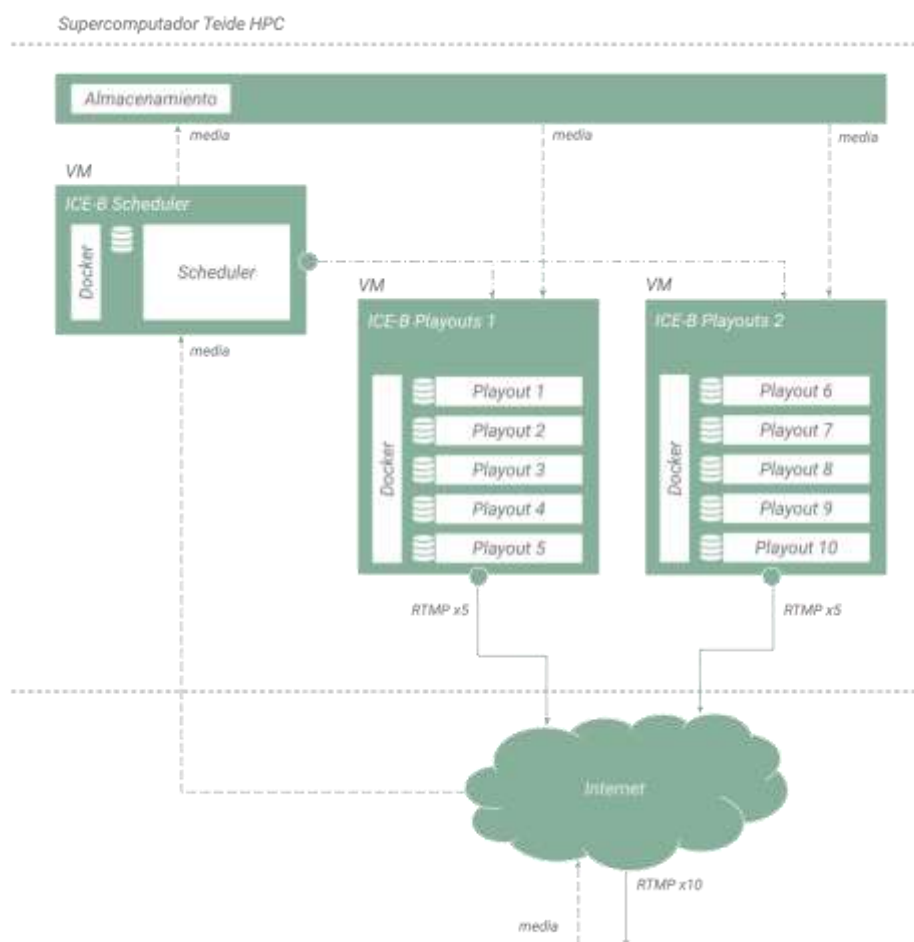 Supercomputador Teide HPC
Almacenamiento
media
media
media
VM
ICE-B Scheduler
Docker
Scheduler
media
VM
ICE-B Playouts 1
Docker
Playout 1
Playout 2
Playout 3
Playout 4
Playout 5
RTMP x5
VM
ICE-B Playouts 2
Docker
Playout 6
Playout 7
Playout 8
Playout 9
Playout 10
RTMP x5
Internet
RTMP x10
media